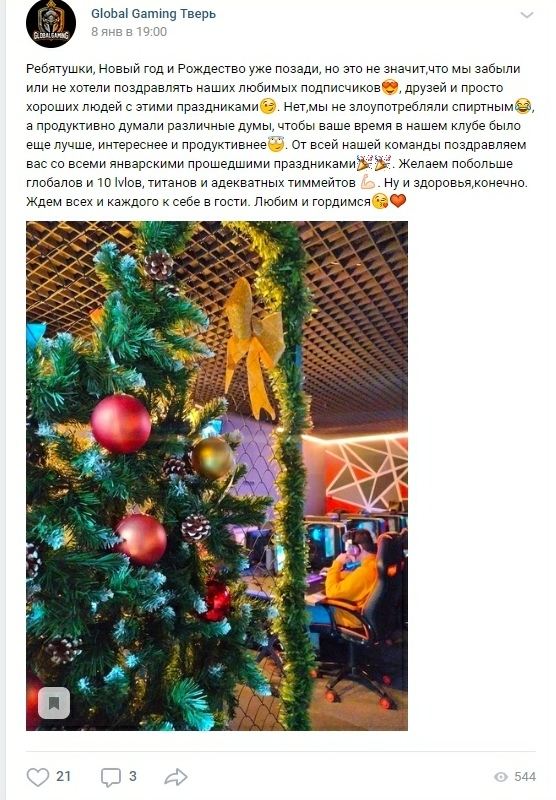 Global Gaming Тверь
8 янв в 19:00
GLOBALGAMING
Ребятушки, Новый год и Рождество уже позади, но это не значит,что мы забыли
или не хотели поздравлять наших любимых подписчиков😍, друзей и просто
хороших людей с этими праздниками😉. Нет,мы не злоупотребляли спиртным😂,
а продуктивно думали различные думы, чтобы ваше время в нашем клубе было
еще лучше, интереснее и продуктивнее😇. От всей нашей команды поздравляем
вас со всеми январскими прошедшими праздниками🎉🎉. Желаем побольше
глобалов и 10 lvlов, титанов и адекватных тиммейтов 💪🏻. Ну и здоровья,конечно.
Ждем всех и каждого к себе в гости. Любим и гордимся😘❤
21
3
544